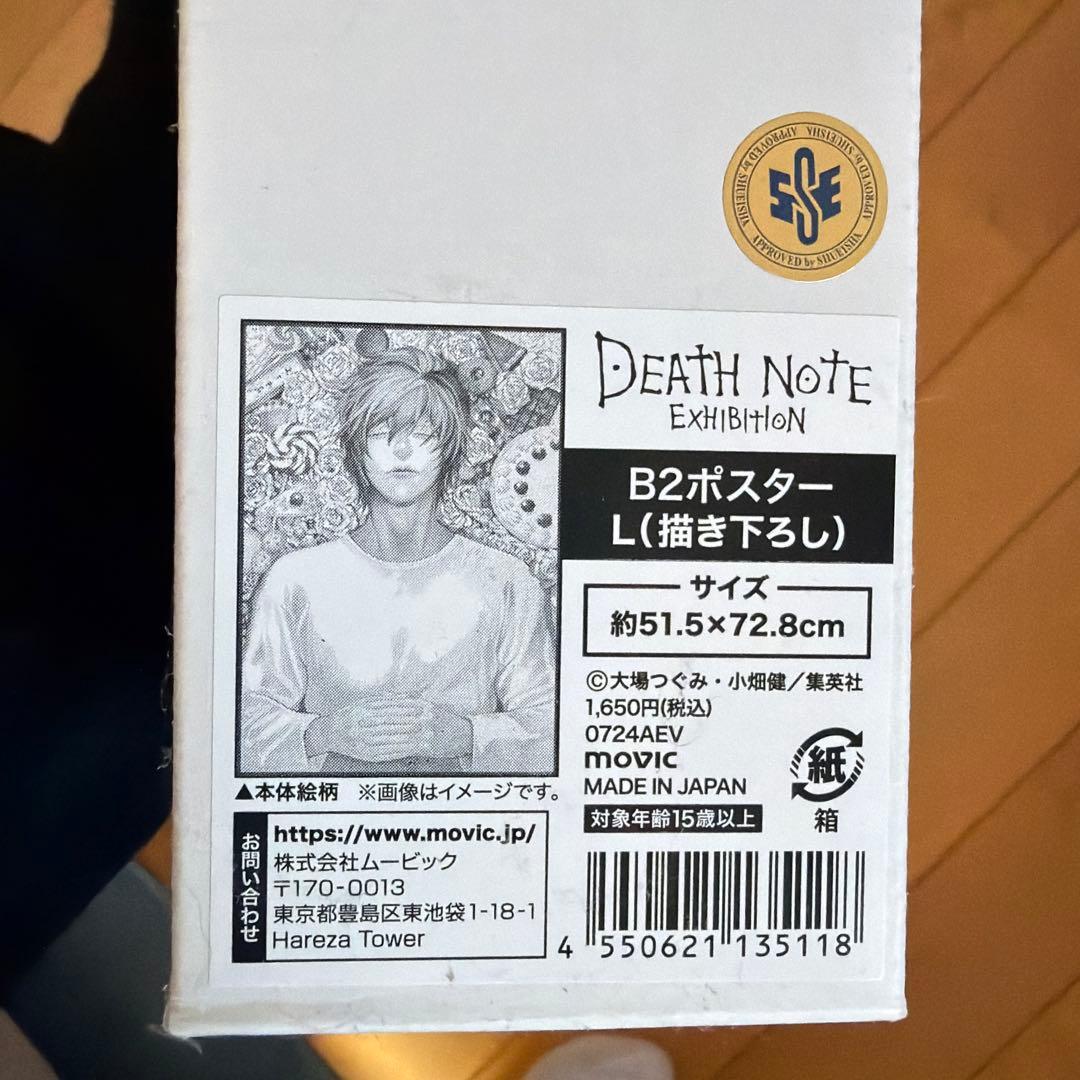 APPROVED by SHUEISHA APPROVED by SHUEISHA APPROVED by SHUEISHA
SSE
DEATH NOTE
EXHIBITION
B2ポスター
L(描き下ろし)
サイズ
約51.5×72.8cm
©大場つぐみ・小畑健／集英社
1,650円(税込)
0724AEV
movic
MADE IN JAPAN
対象年齢15歳以上
紙
箱
▲本体絵柄 ※画像はイメージです。
お問い合わせ
https://www.movic.jp/
株式会社ムービック
〒170-0013
東京都豊島区東池袋1-18-1
Hareza Tower
4 550621 135118